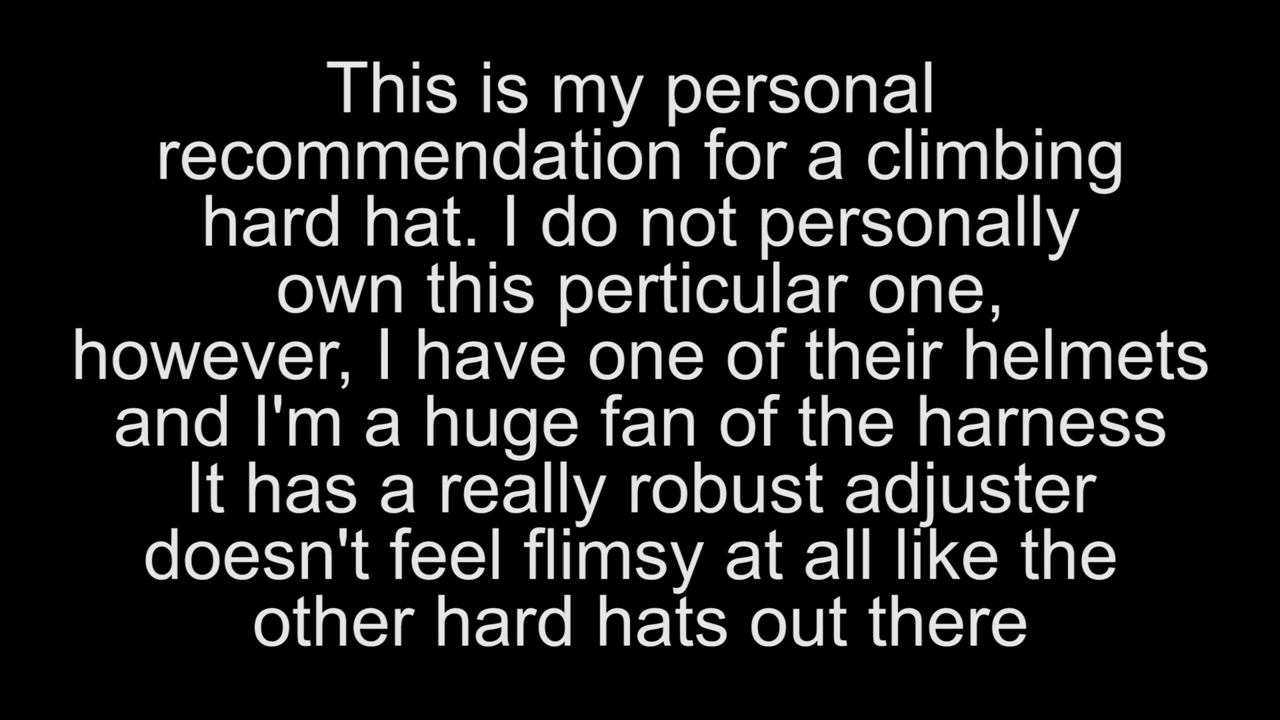 This is my personal
recommendation for a climbing
hard hat. I do not personally
own this perticular one,
however, I have one of their helmets
and I'm a huge fan of the harness
It has a really robust adjuster
doesn't feel flimsy at all like the
other hard hats out there